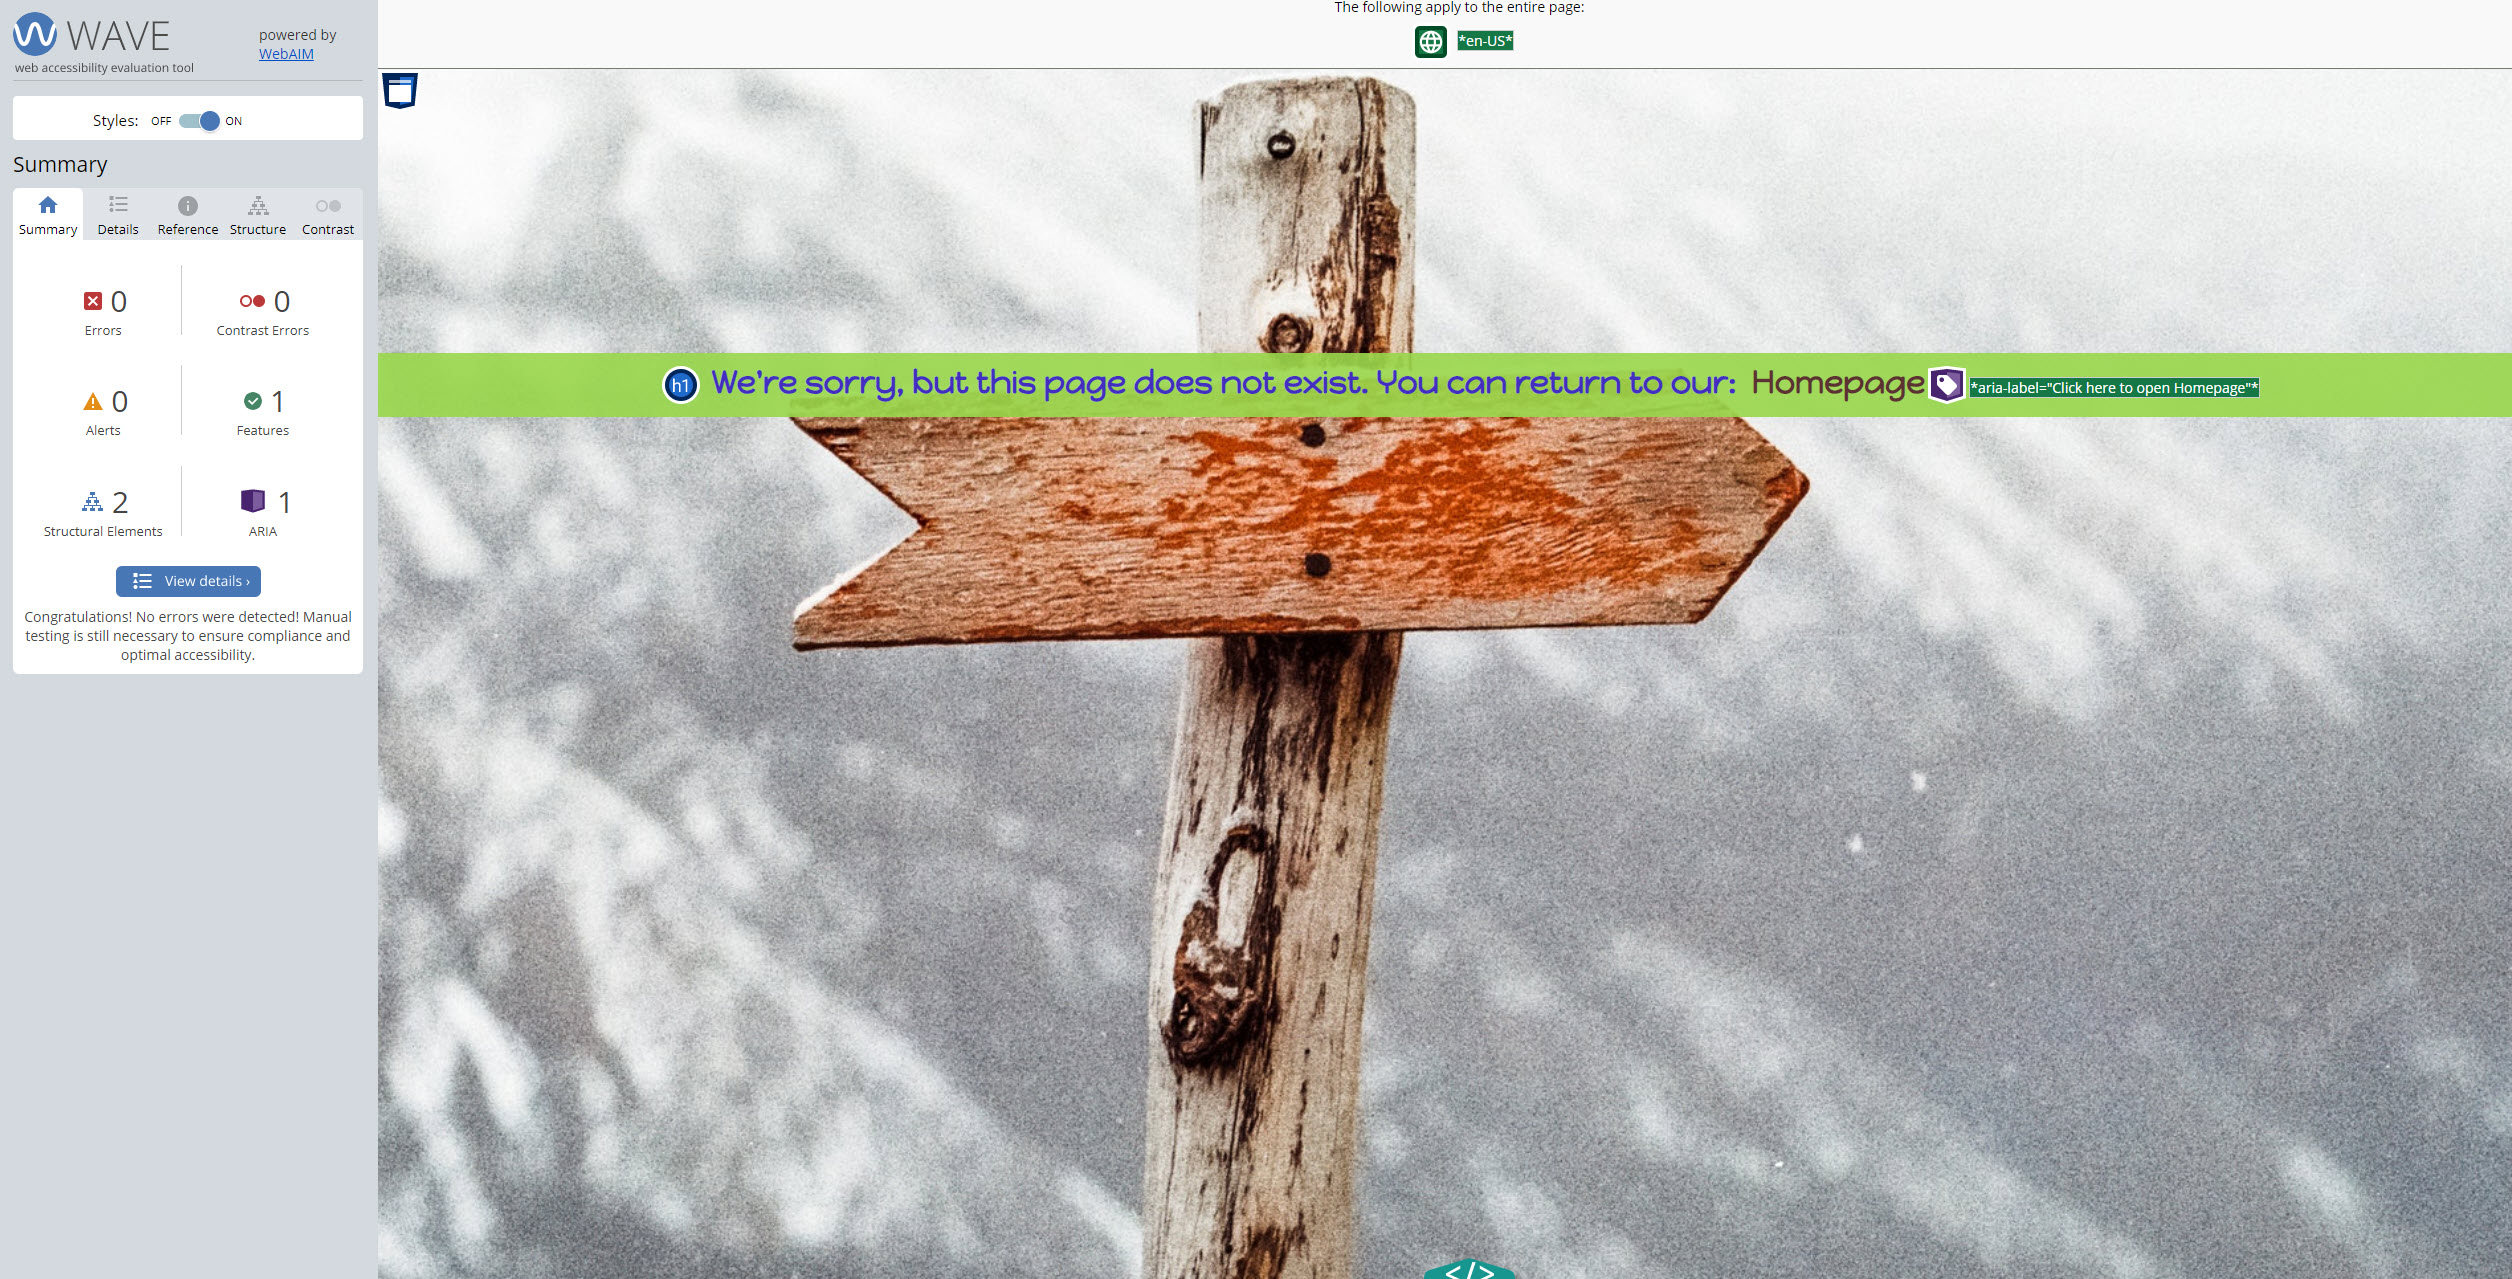 WAVE
powered by
WebAIM
web accessibility evaluation tool
Styles: OFF ON
Summary
Summary Details Reference Structure Contrast
0 0
Errors Contrast Errors
0 1
Alerts Features
2 1
Structural Elements ARIA
View details ›
Congratulations! No errors were detected! Manual
testing is still necessary to ensure compliance and
optimal accessibility.
The following apply to the entire page:
*en-US*
h1 We're sorry, but this page does not exist. You can return to our: Homepage *aria-label="Click here to open Homepage"*
</>